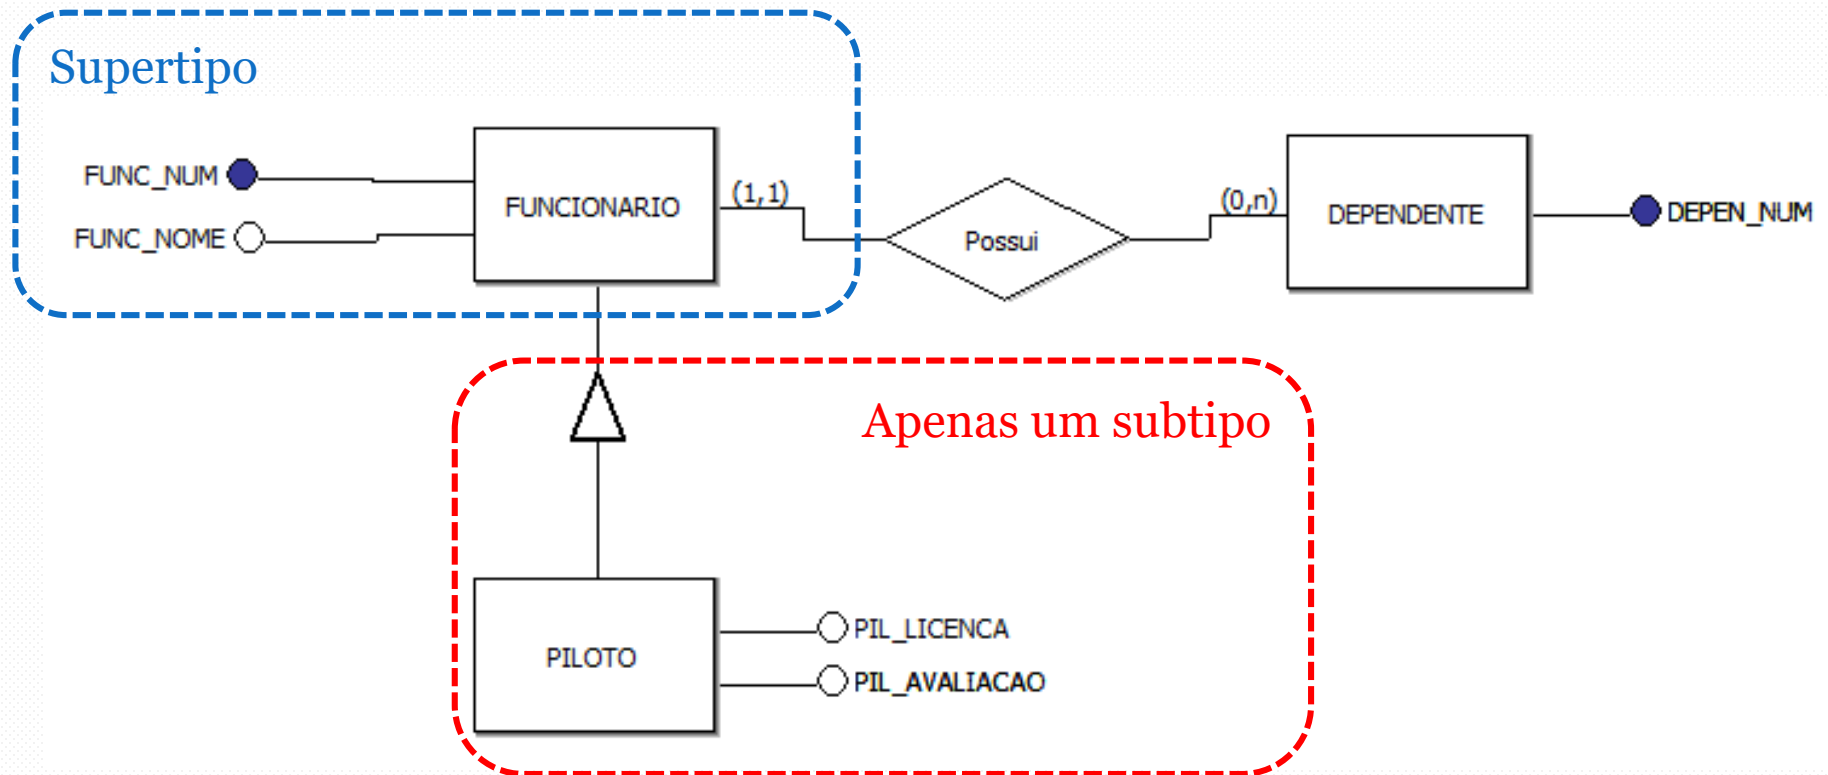 Supertipo
FUNC_NUM
FUNC_NOME
FUNCIONARIO
(1,1)
Possui
(0,n)
DEPENDENTE
DEPEN_NUM
Apenas um subtipo
PILOTO
PIL_LICENCA
PIL_AVALIACAO